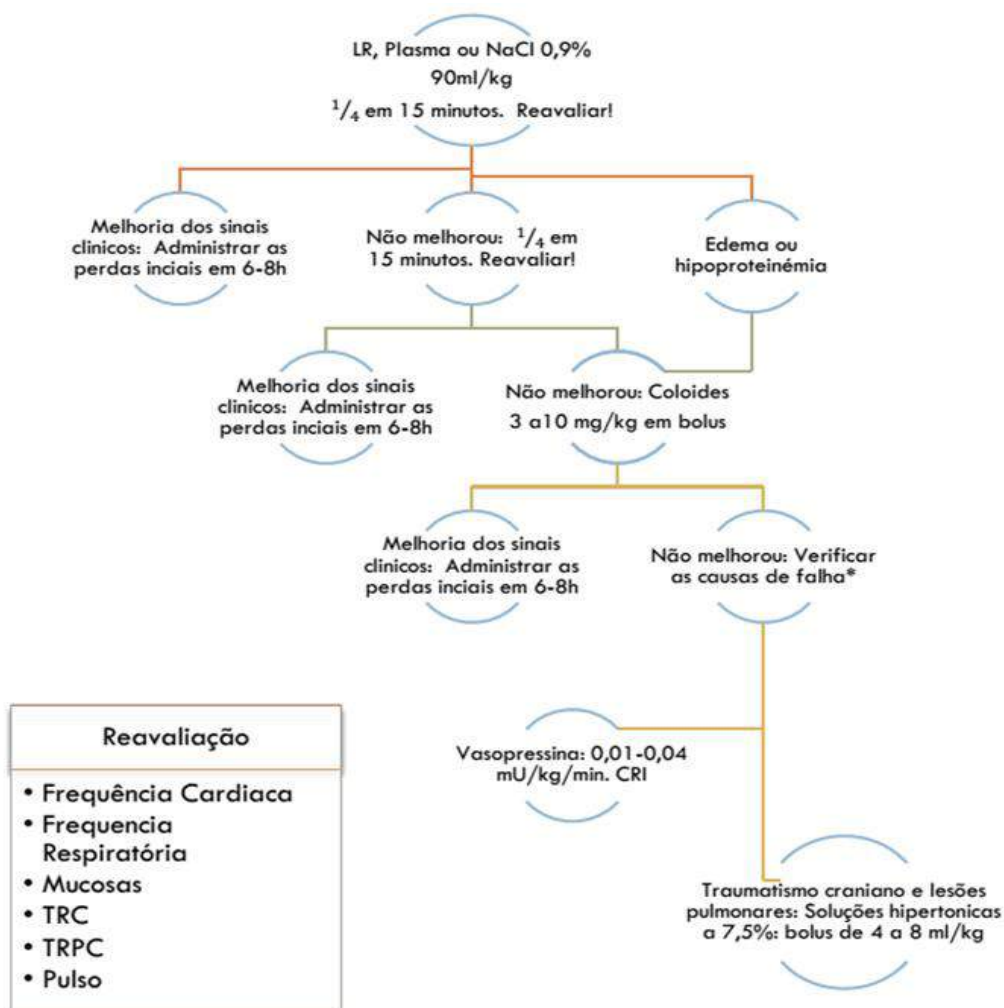 LR, Plasma ou NaCl 0,9%
90ml/kg
1/4 em 15 minutos. Reavaliar!
Melhoria dos sinais
clinicos: Administrar as
perdas inciais em 6-8h
Não melhorou: 1/4 em
15 minutos. Reavaliar!
Edema ou
hipoproteinémia
Melhoria dos sinais
clinicos: Administrar as
perdas inciais em 6-8h
Não melhorou: Coloides
3 a10 mg/kg em bolus
Melhoria dos sinais
clinicos: Administrar as
perdas inciais em 6-8h
Não melhorou: Verificar
as causas de falha*
Vasopressina: 0,01-0,04
mU/kg/min. CRI
Traumatismo craniano e lesões
pulmonares: Soluções hipertonicas
a 7,5%: bolus de 4 a 8 ml/kg
Reavaliação
• Frequência Cardiaca
• Frequencia
Respiratória
• Mucosas
• TRC
• TRPC
• Pulso